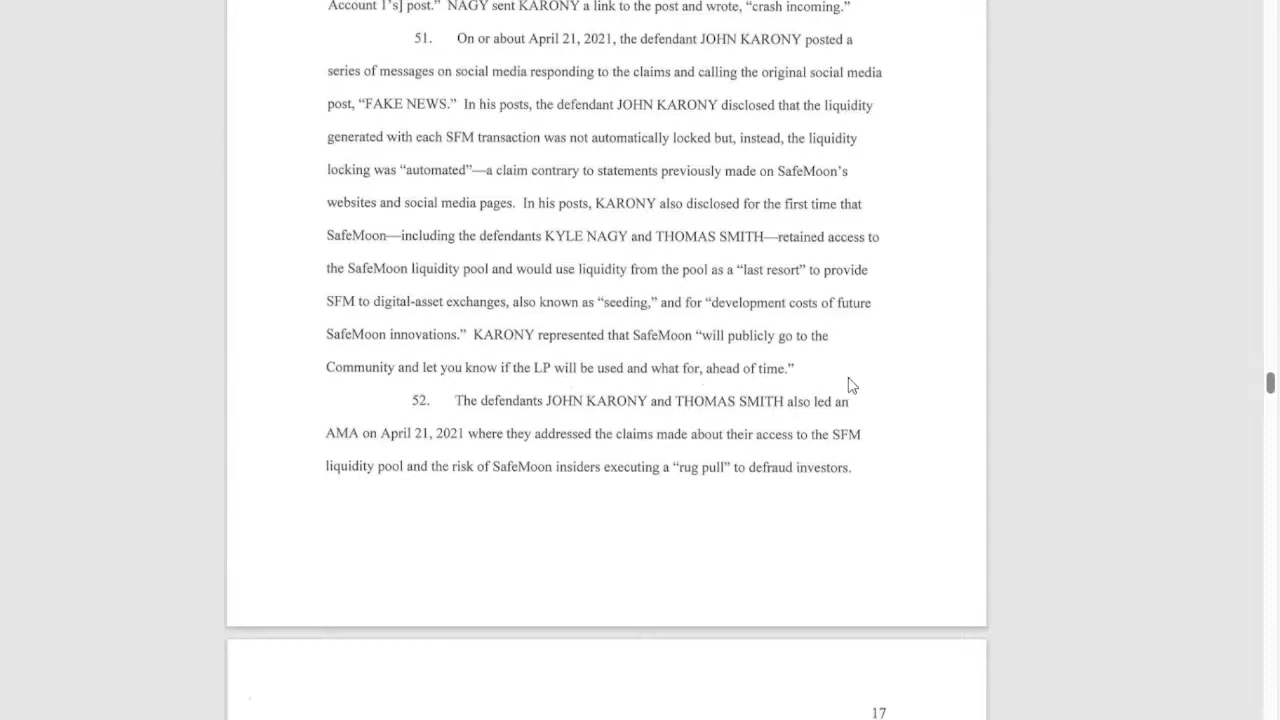 Account 1's] post.” NAGY sent KARONY a link to the post and wrote, “crash incoming.”
51. On or about April 21, 2021, the defendant JOHN KARONY posted a
series of messages on social media responding to the claims and calling the original social media
post, “FAKE NEWS.” In his posts, the defendant JOHN KARONY disclosed that the liquidity
generated with each SFM transaction was not automatically locked but, instead, the liquidity
locking was “automated”—a claim contrary to statements previously made on SafeMoon's
websites and social media pages. In his posts, KARONY also disclosed for the first time that
SafeMoon—including the defendants KYLE NAGY and THOMAS SMITH—retained access to
the SafeMoon liquidity pool and would use liquidity from the pool as a “last resort” to provide
SFM to digital-asset exchanges, also known as “seeding,” and for “development costs of future
SafeMoon innovations.” KARONY represented that SafeMoon “will publicly go to the
Community and let you know if the LP will be used and what for, ahead of time.”
52. The defendants JOHN KARONY and THOMAS SMITH also led an
AMA on April 21, 2021 where they addressed the claims made about their access to the SFM
liquidity pool and the risk of SafeMoon insiders executing a “rug pull” to defraud investors.
17